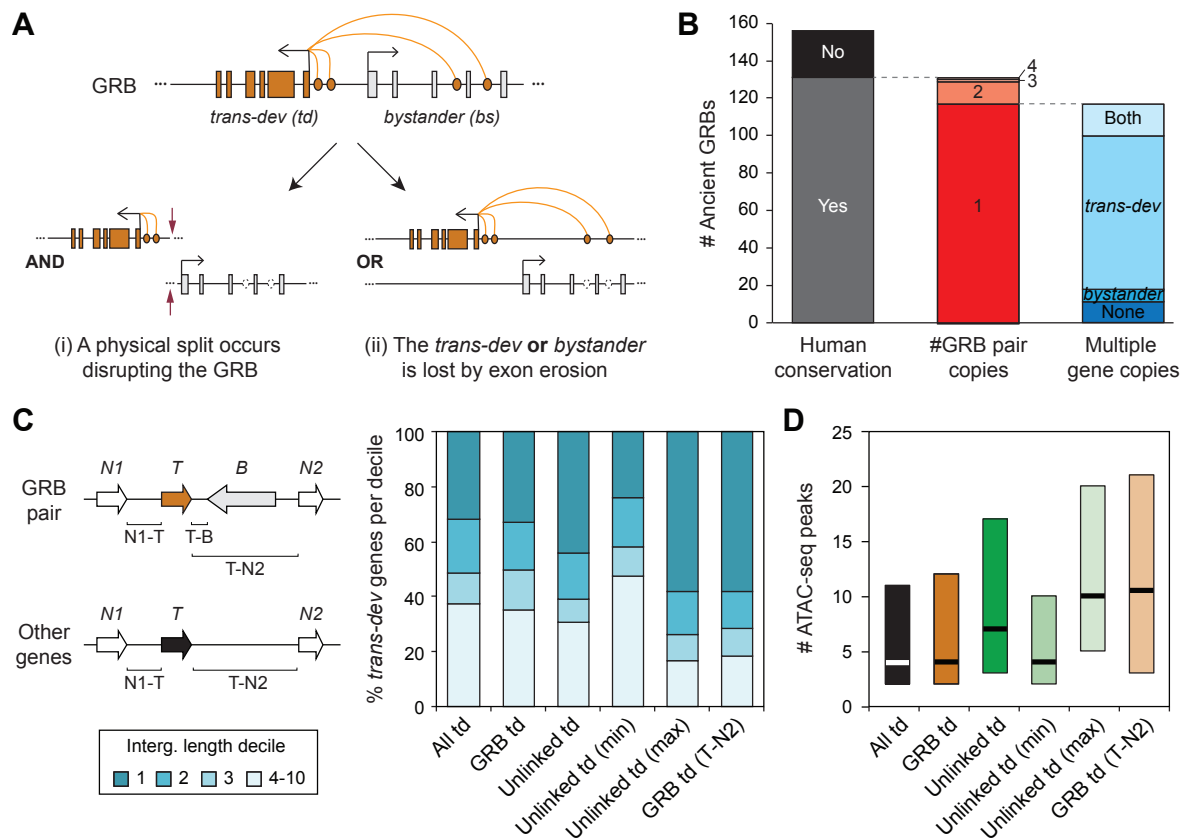 A
GRB
...
...
trans-dev (td)
bystander (bs)
...
...
AND
...
...
(i) A physical split occurs
disrupting the GRB
...
...
OR
...
...
(ii) The trans-dev or bystander
is lost by exon erosion
B
# Ancient GRBs
160
140
120
100
80
60
40
20
0
No
Yes
4
3
2
1
Both
trans-dev
bystander
None
Human
conservation
#GRB pair
copies
Multiple
gene copies
C
GRB
pair
N1
T
B
N2
N1-T
T-B
T-N2
Other
genes
N1
T
N2
N1-T
T-N2
Interg. length decile
1 2 3 4-10
% trans-dev genes per decile
100
80
60
40
20
0
All td
GRB td
Unlinked td
Unlinked td (min)
Unlinked td (max)
GRB td (T-N2)
D
# ATAC-seq peaks
25
20
15
10
5
0
All td
GRB td
Unlinked td
Unlinked td (min)
Unlinked td (max)
GRB td (T-N2)